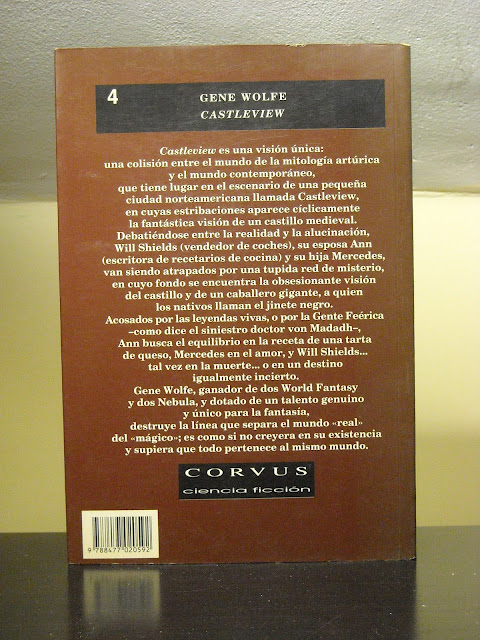 4
GENE WOLFE
CASTLEVIEW
Castleview es una visión única:
una colisión entre el mundo de la mitología artúrica
y el mundo contemporáneo,
que tiene lugar en el escenario de una pequeña
ciudad norteamericana llamada Castleview,
en cuyas estribaciones aparece cíclicamente
la fantástica visión de un castillo medieval.
Debatiéndose entre la realidad y la alucinación,
Will Shields (vendedor de coches), su esposa Ann
(escritora de recetarios de cocina) y su hija Mercedes,
van siendo atrapados por una tupida red de misterio,
en cuyo fondo se encuentra la obsesionante visión
del castillo y de un caballero gigante, a quien
los nativos llaman el jinete negro.
Acosados por las leyendas vivas, o por la Gente Feérica
–como dice el siniestro doctor von Madadh–,
Ann busca el equilibrio en la receta de una tarta
de queso, Mercedes en el amor, y Will Shields...
tal vez en la muerte... o en un destino
igualmente incierto.
Gene Wolfe, ganador de dos World Fantasy
y dos Nebula, y dotado de un talento genuino
y único para la fantasía,
destruye la línea que separa el mundo «real»
del «mágico»; es como si no creyera en su existencia
y supiera que todo pertenece al mismo mundo.
CORVUS
ciencia ficción
9 788477 020592